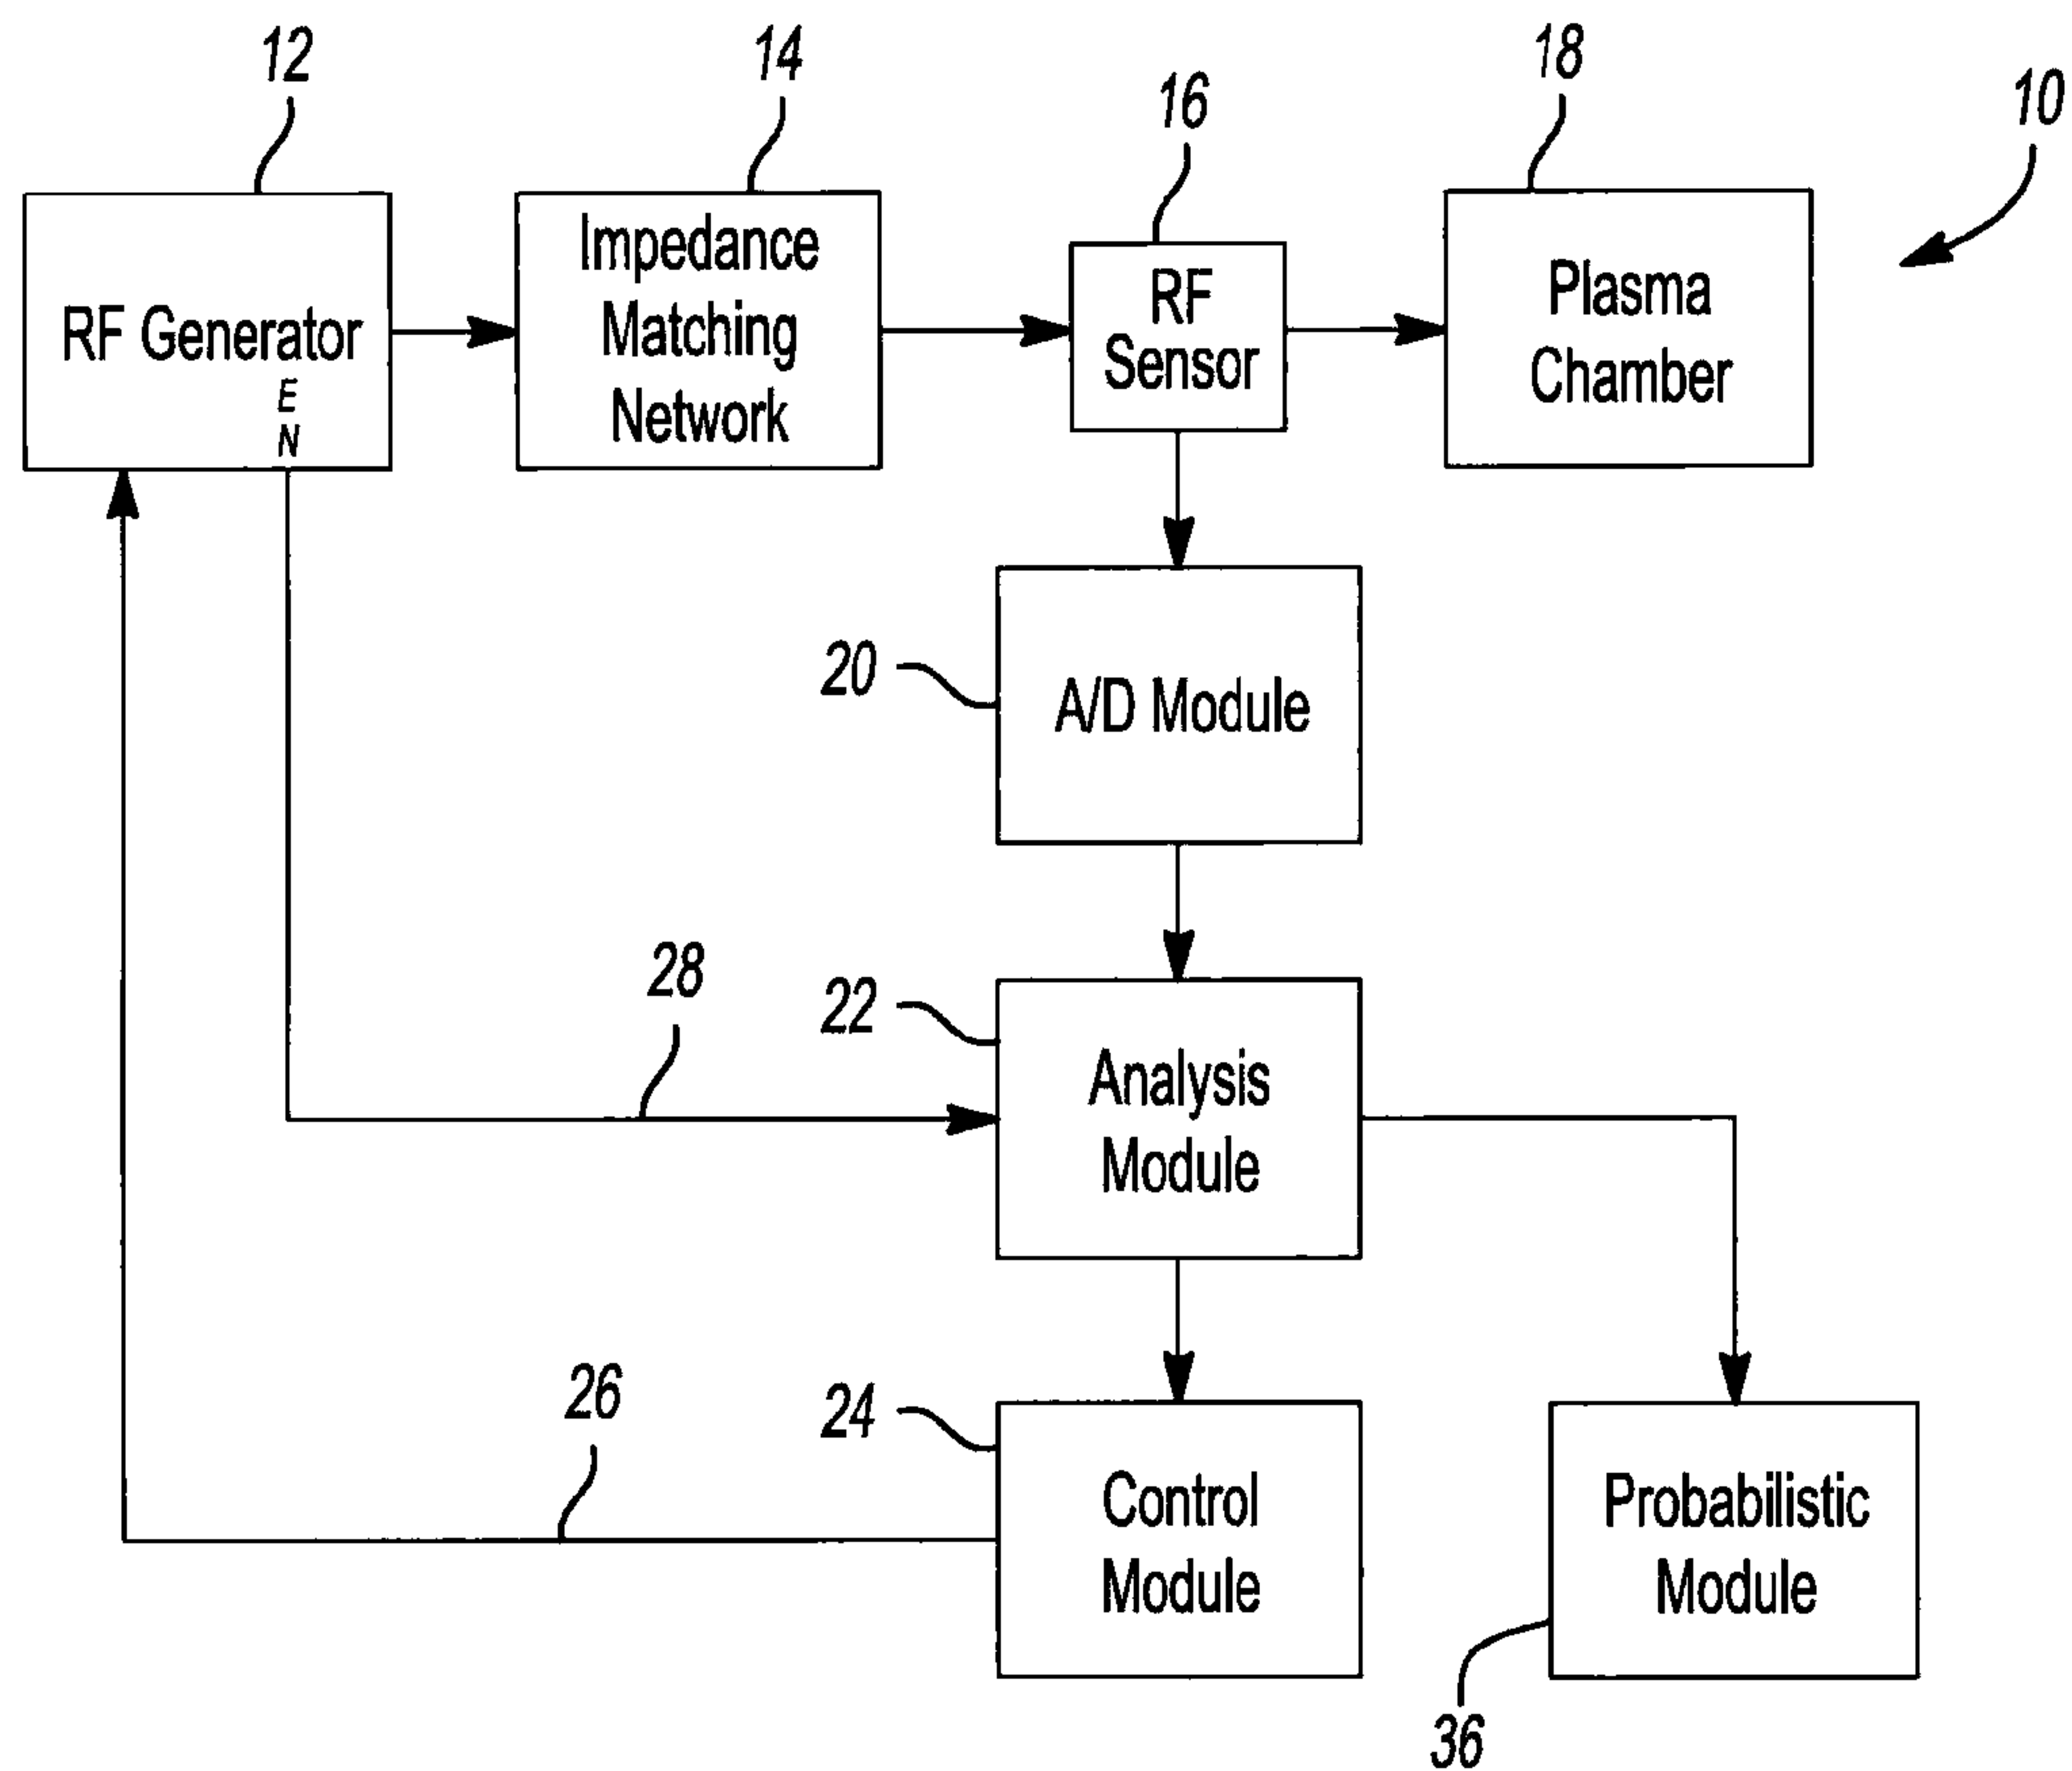 12
14
16
18
10
RF Generator
E
N
Impedance
Matching
Network
RF
Sensor
Plasma
Chamber
20
A/D Module
28
22
Analysis
Module
26
24
Control
Module
Probabilistic
Module
36